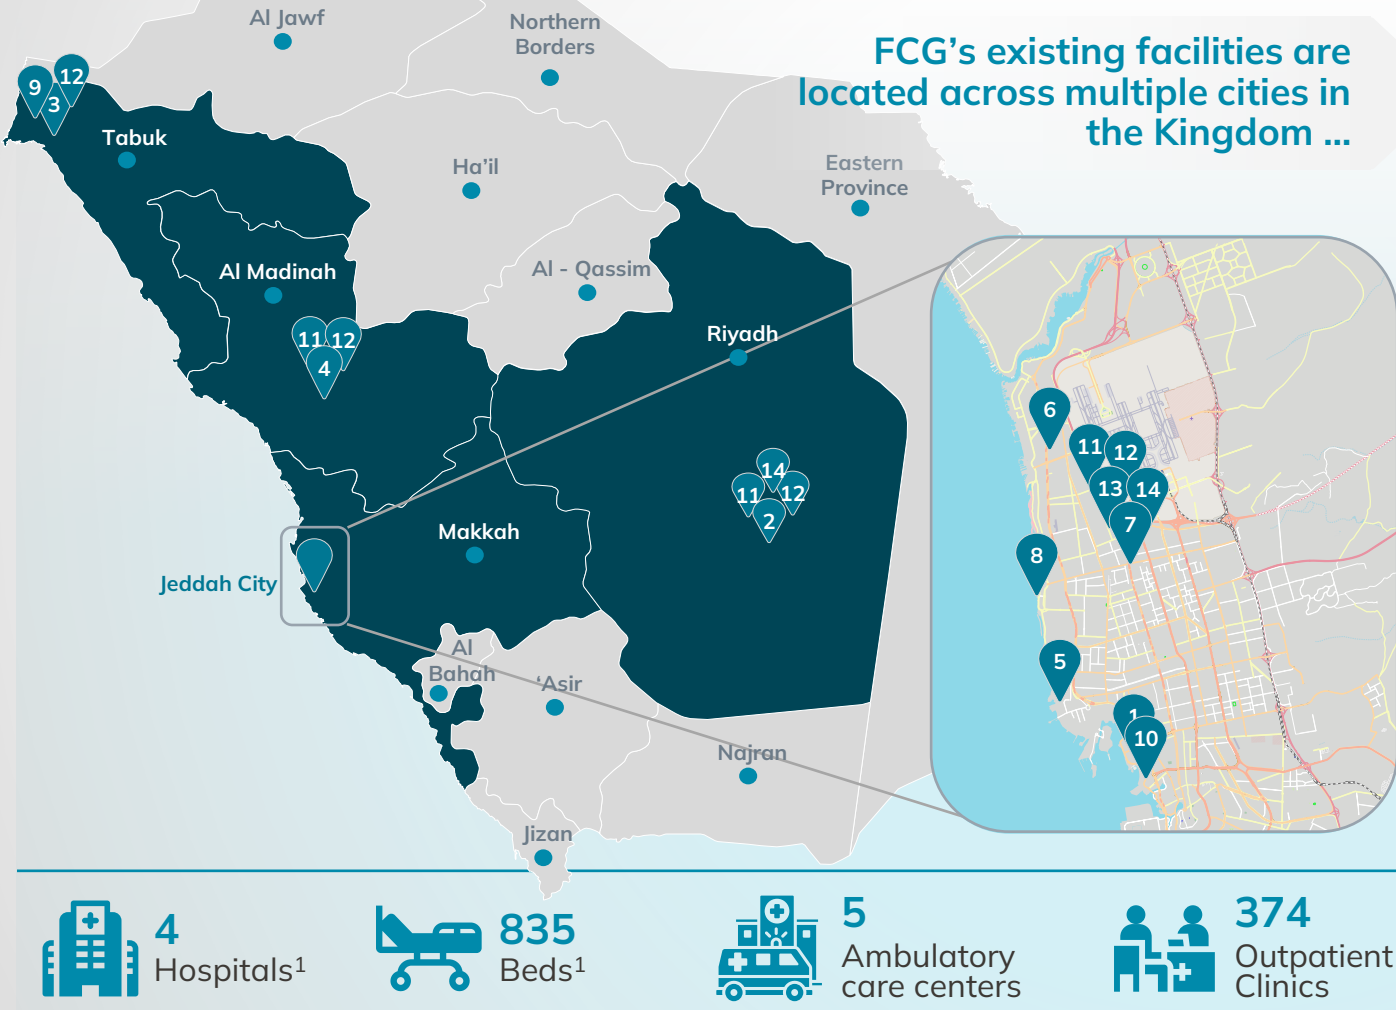 FCG’s existing facilities are
located across multiple cities in
the Kingdom ...
Al Jawf
Northern
Borders
9
12
3
Tabuk
Ha’il
Eastern
Province
Al Madinah
Al - Qassim
11
12
4
Riyadh
14
11
12
2
Makkah
Jeddah City
Al
Bahah
‘Asir
Najran
Jizan
6
11
12
13
14
7
8
5
1
10
4
Hospitals¹
835
Beds¹
5
Ambulatory
care centers
374
Outpatient
Clinics